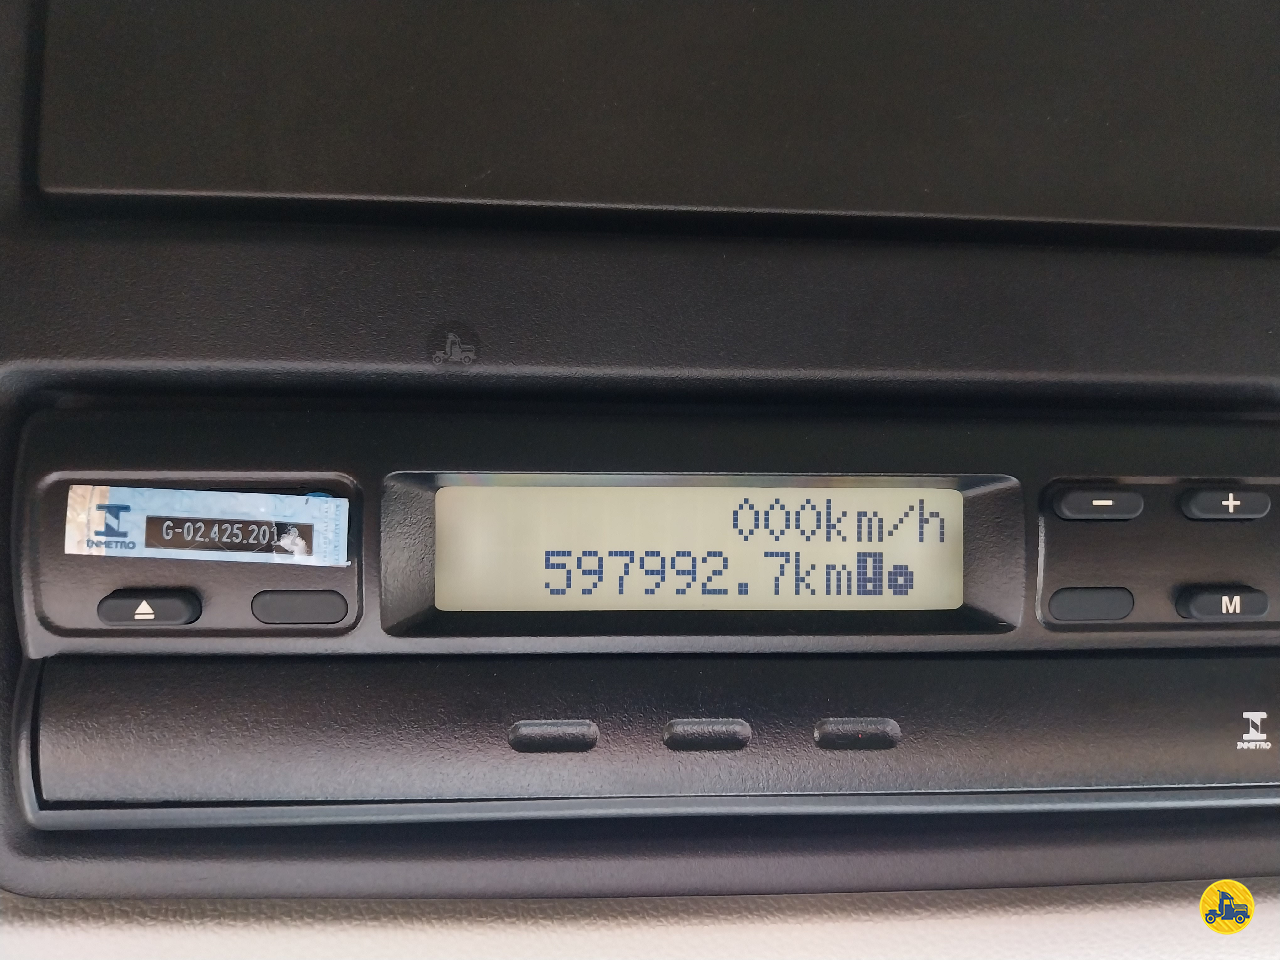 000km/h
597992.7km
INMETRO
G-02.425.201
-
+
M
INMETRO